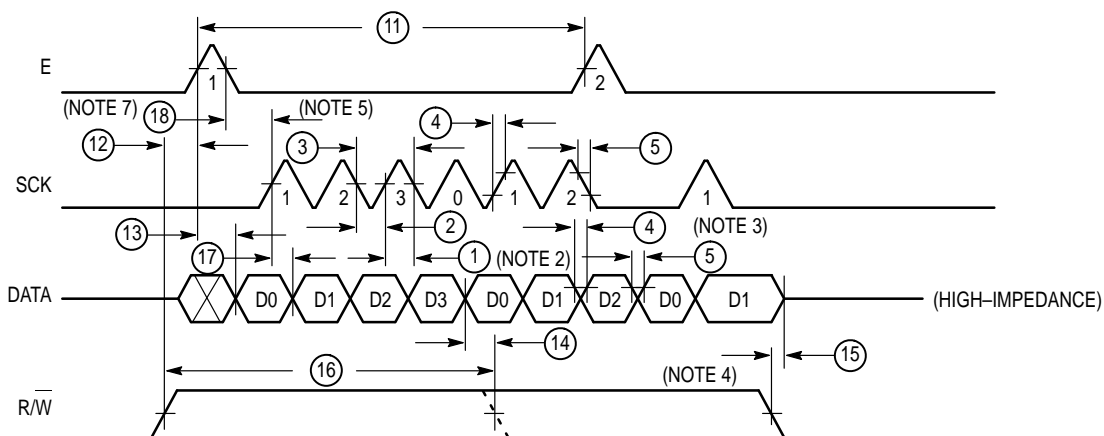 11
E
1
2
(NOTE 7)
18
(NOTE 5)
4
12
3
5
SCK
1
2
3
0
1
2
1
13
2
4
(NOTE 3)
17
1
(NOTE 2)
5
DATA
D0
D1
D2
D3
D0
D1
D2
D0
D1
(HIGH–IMPEDANCE)
14
15
16
(NOTE 4)
R/W